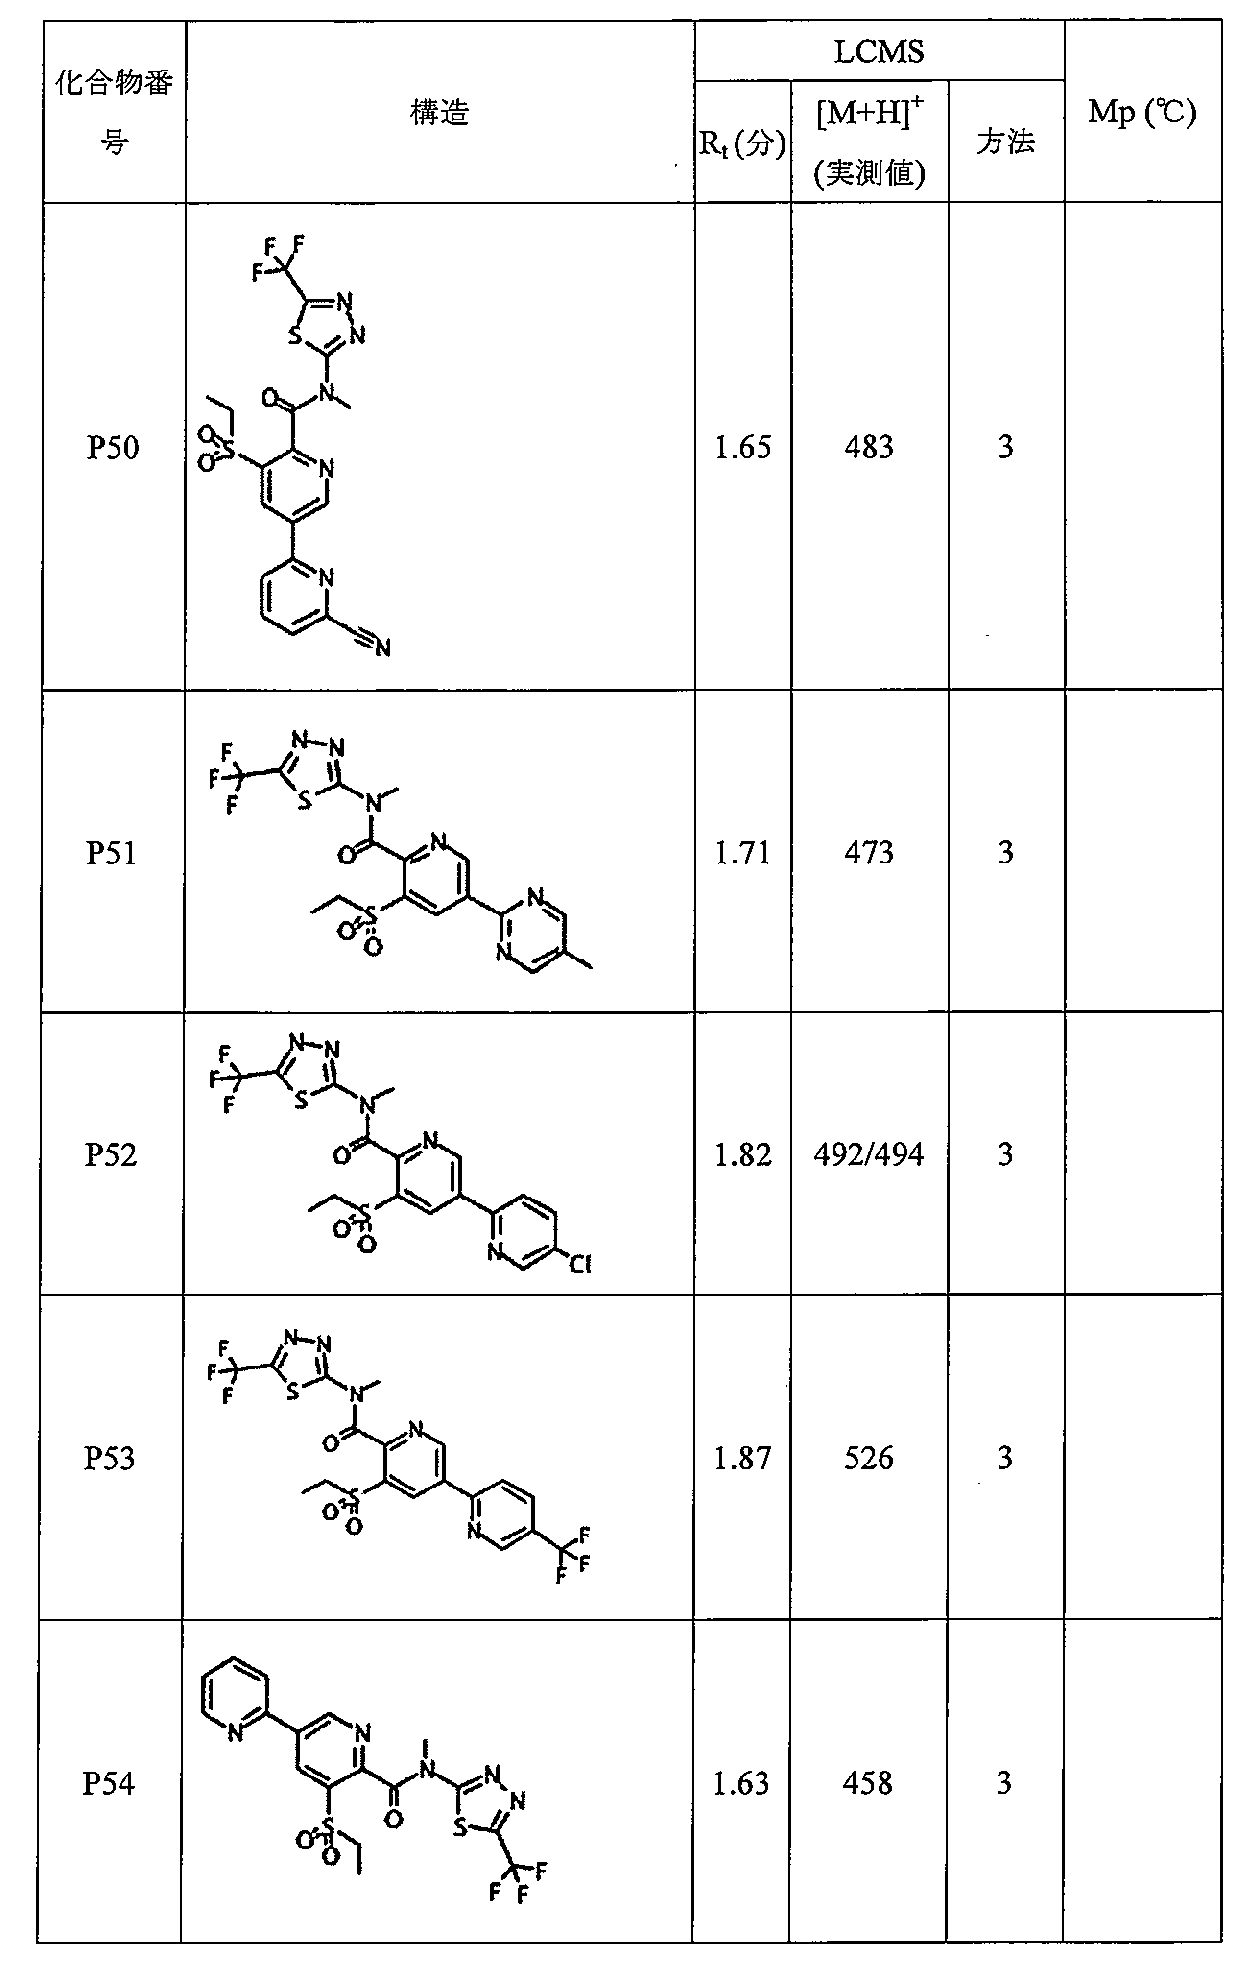 化合物番
号
構造
LCMS
Rt (分)
[M+H]+
(実測値)
方法
Mp (℃)
P50
F
F
F
N
N
S
N
O
O
S
O
N
N
N
1.65
483
3
P51
F
F
F
N
N
S
N
O
N
O
S
O
N
N
1.71
473
3
P52
F
F
F
N
N
S
N
O
N
O
S
O
N
Cl
1.82
492/494
3
P53
F
F
F
N
N
S
N
O
N
O
S
O
N
F
F
F
1.87
526
3
P54
N
N
N
O
N
N
S
O
S
O
F
F
F
1.63
458
3